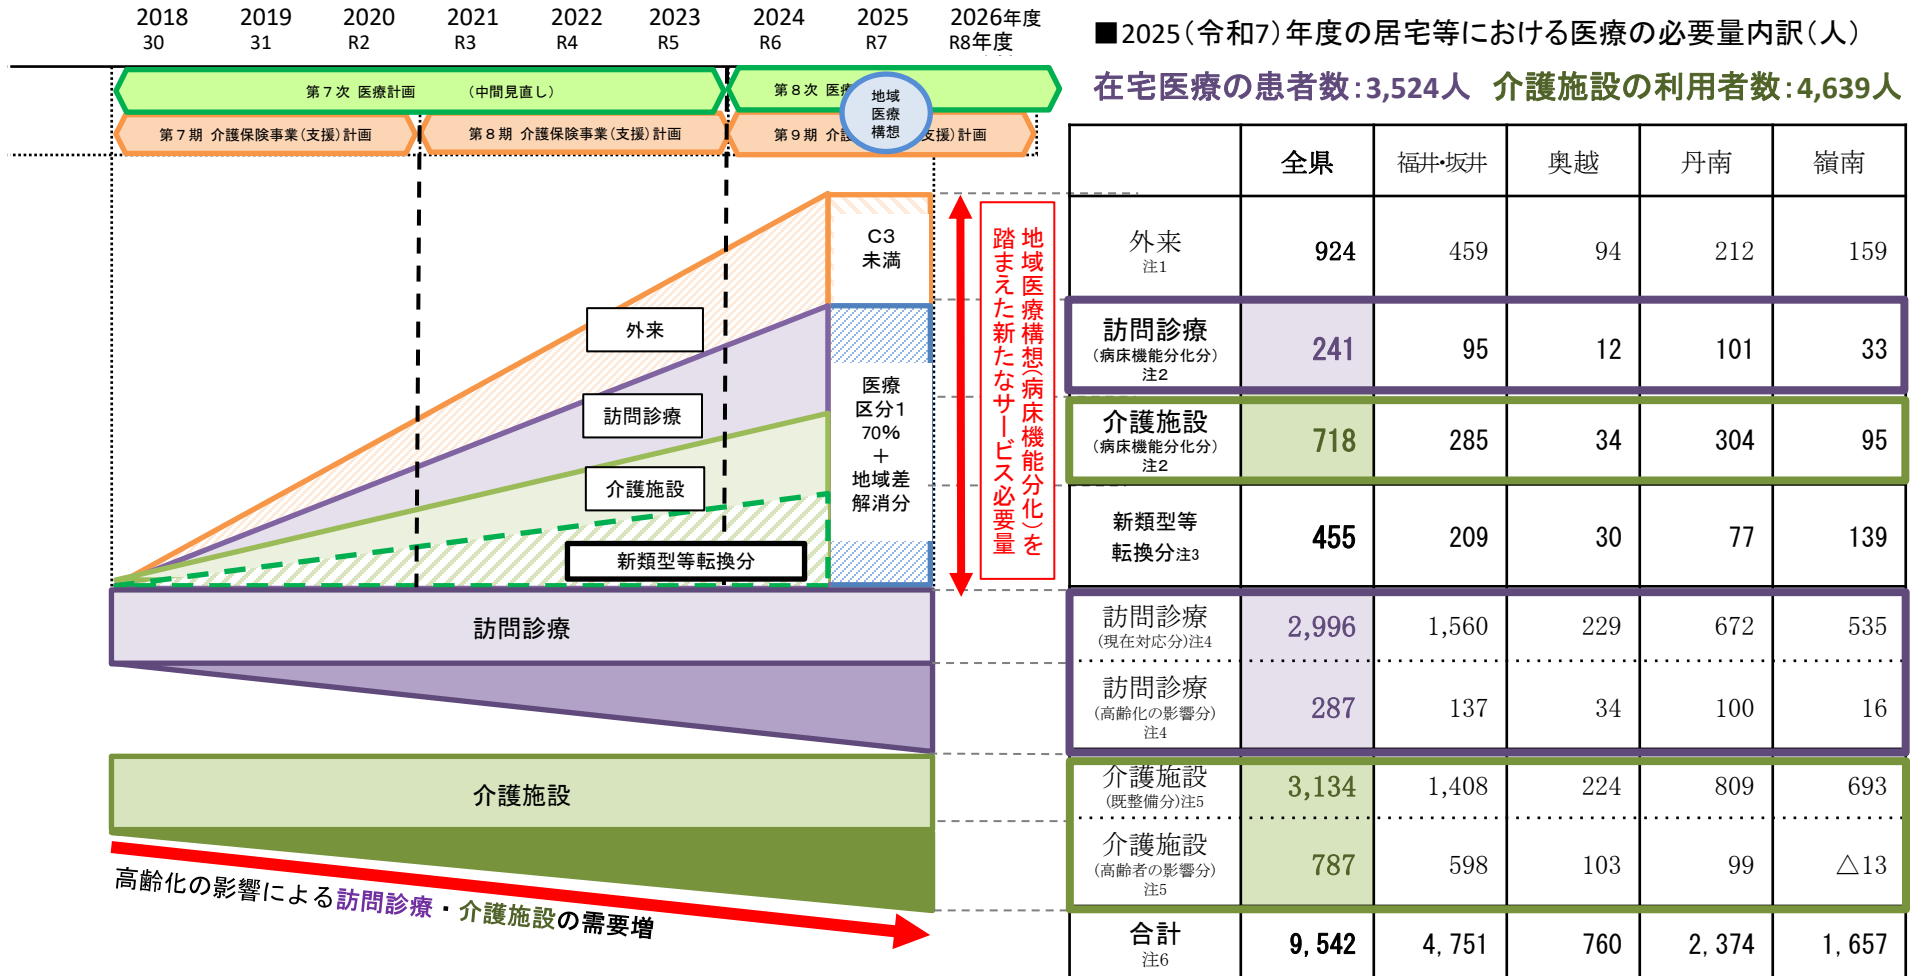 2018 2019 2020 2021 2022 2023 2024 2025 2026年度
30 31 R2 R3 R4 R5 R6 R7 R8年度
第7次 医療計画 （中間見直し）
第8次 医療
地域
医療
構想
第7期 介護保険事業(支援)計画
第8期 介護保険事業(支援)計画
第9期 介護 支援)計画
C3
未満
外来
訪問診療
介護施設
新類型等転換分
医療
区分1
70%
＋
地域差
解消分
地域医療構想(病床機能分化)を
踏まえた新たなサービス必要量
訪問診療
介護施設
高齢化の影響による訪問診療・介護施設の需要増
■2025(令和7)年度の居宅等における医療の必要量内訳(人)
在宅医療の患者数:3,524人 介護施設の利用者数:4,639人
全県 福井・坂井 奥越 丹南 嶺南
外来
注1
924 459 94 212 159
訪問診療
(病床機能分化分)
注2
241 95 12 101 33
介護施設
(病床機能分化分)
注2
718 285 34 304 95
新類型等
転換分注3
455 209 30 77 139
訪問診療
(現在対応分)注4
2,996 1,560 229 672 535
訪問診療
(高齢化の影響分)
注4
287 137 34 100 16
介護施設
(既整備分)注5
3,134 1,408 224 809 693
介護施設
(高齢者の影響分)
注5
787 598 103 99 △13
合計
注6
9,542 4,751 760 2,374 1,657